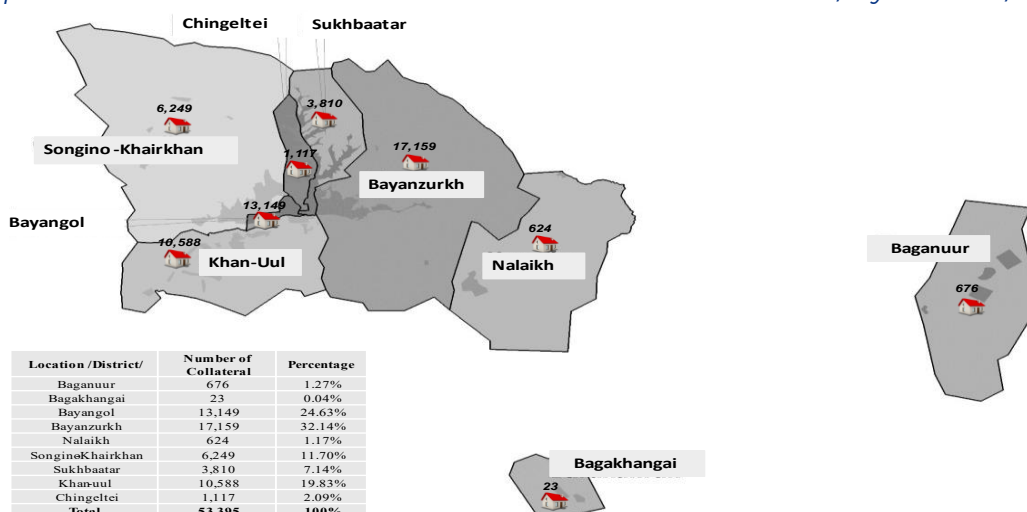 Chingeltei Sukhbaatar
6,249
3,810
Songino -Khairkhan
1,117
17,159
Bayanzurkh
13,149
Bayangol
10,588
Khan-Uul
624
Nalaikh
Baganuur
676
Location /District/ Number of Collateral Percentage
Baganuur 676 1.27%
Bagakhangai 23 0.04%
Bayangol 13,149 24.63%
Bayanzurkh 17,159 32.14%
Nalaikh 624 1.17%
Songino-Khairkhan 6,249 11.70%
Sukhbaatar 3,810 7.14%
Khan-uul 10,588 19.83%
Chingeltei 1,117 2.09%
Total 53,395 100%
Bagakhangai
23